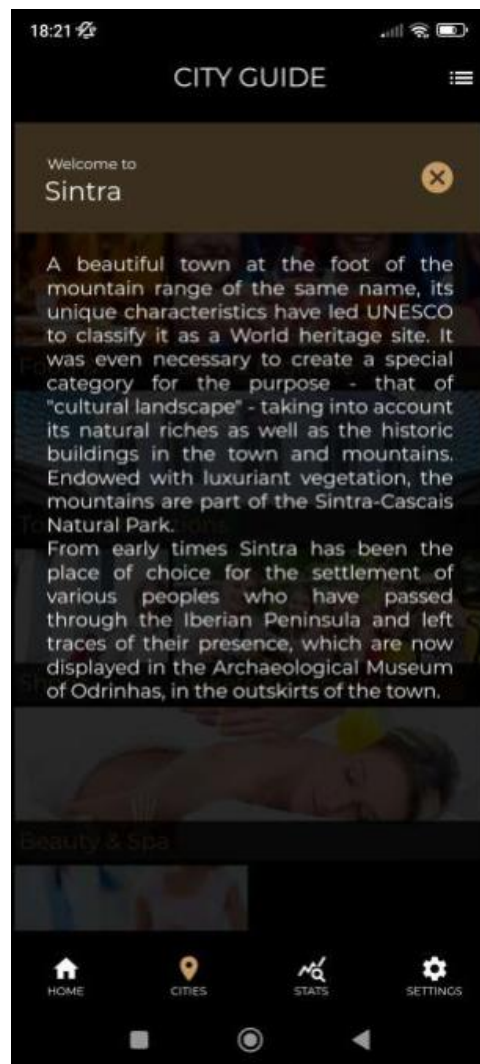 18:21
CITY GUIDE
Welcome to
Sintra
A beautiful town at the foot of the
mountain range of the same name, its
unique characteristics have led UNESCO
to classify it as a World heritage site. It
was even necessary to create a special
category for the purpose - that of
"cultural landscape" - taking into account
its natural riches as well as the historic
buildings in the town and mountains.
Endowed with luxuriant vegetation, the
mountains are part of the Sintra-Cascais
Natural Park.
From early times Sintra has been the
place of choice for the settlement of
various peoples who have passed
through the Iberian Peninsula and left
traces of their presence, which are now
displayed in the Archaeological Museum
of Odrinhas, in the outskirts of the town.
Beauty & Spa
HOME
CITIES
STATS
SETTINGS